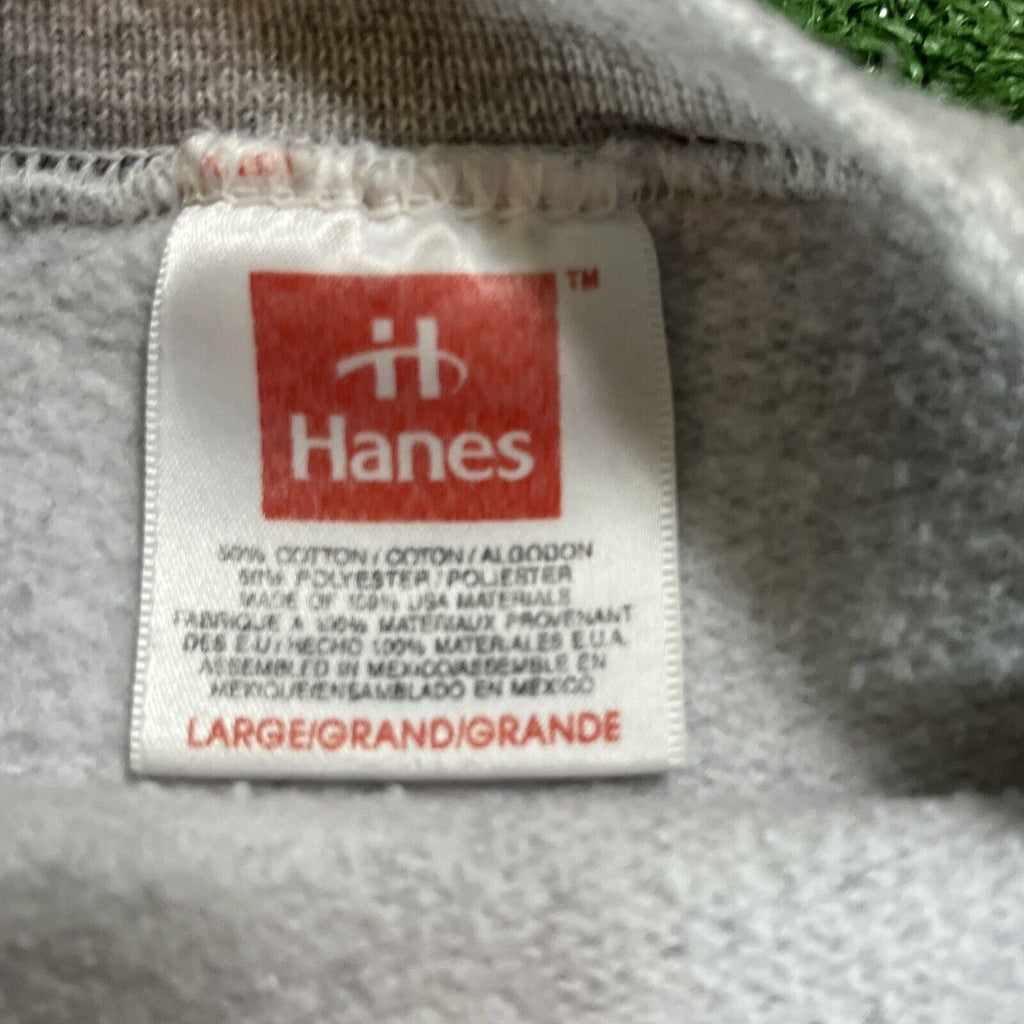 TM
Hanes
50% COTTON / COTON / ALGODON
50% POLYESTER / POLIESTER
MADE OF 100% USA MATERIALS
FABRIQUE A 100% MATERIAUX PROVENANT
DES E.U / HECHO 100% MATERIALES E.U.A.
ASSEMBLED IN MEXICO/ASSEMBLE EN
MEXIQUE/ENSAMBLADO EN MEXICO
LARGE/GRAND/GRANDE